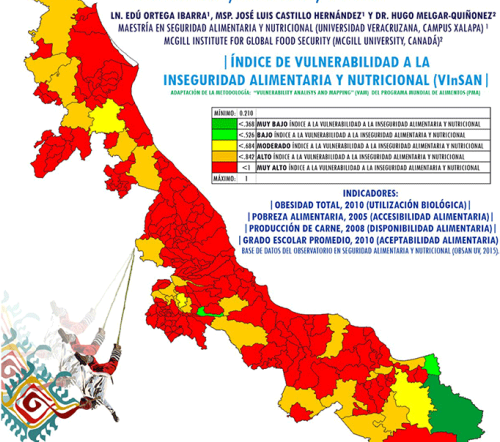 LN. EDÚ ORTEGA IBARRA¹, MSP. JOSÉ LUIS CASTILLO HERNÁNDEZ¹ Y DR. HUGO MELGAR-QUIÑONEZ²
MAESTRÍA EN SEGURIDAD ALIMENTARIA Y NUTRICIONAL (UNIVERSIDAD VERACRUZANA, CAMPUS XALAPA) ¹
MCGILL INSTITUTE FOR GLOBAL FOOD SECURITY (MCGILL UNIVERSITY, CANADÁ)²
|ÍNDICE DE VULNERABILIDAD A LA
INSEGURIDAD ALIMENTARIA Y NUTRICIONAL (VInSAN)|
ADAPTACIÓN DE LA METODOLOGÍA: "VULNERABILITY ANALISYS AND MAPPING" (VAM) DEL PROGRAMA MUNDIAL DE ALIMENTOS (PMA)
MÍNIMO: 0.210
<.368 MUY BAJO ÍNDICE A LA VULNERABILIDAD A LA INSEGURIDAD ALIMENTARIA Y NUTRICIONAL
<.526 BAJO ÍNDICE A LA VULNERABILIDAD A LA INSEGURIDAD ALIMENTARIA Y NUTRICIONAL
<.684 MODERADO ÍNDICE A LA VULNERABILIDAD A LA INSEGURIDAD ALIMENTARIA Y NUTRICIONAL
<.842 ALTO ÍNDICE A LA VULNERABILIDAD A LA INSEGURIDAD ALIMENTARIA Y NUTRICIONAL
<1 MUY ALTO ÍNDICE A LA VULNERABILIDAD A LA INSEGURIDAD ALIMENTARIA Y NUTRICIONAL
MÁXIMO: 1
INDICADORES:
|OBESIDAD TOTAL, 2010 (UTILIZACIÓN BIOLÓGICA)|
|POBREZA ALIMENTARIA, 2005 (ACCESIBILIDAD ALIMENTARIA)|
|PRODUCCIÓN DE CARNE, 2008 (DISPONIBILIDAD ALIMENTARIA)|
|GRADO ESCOLAR PROMEDIO, 2010 (ACEPTABILIDAD ALIMENTARIA)
BASE DE DATOS DEL OBSERVATORIO EN SEGURIDAD ALIMENTARIA Y NUTRICIONAL (OBSAN UV, 2015).